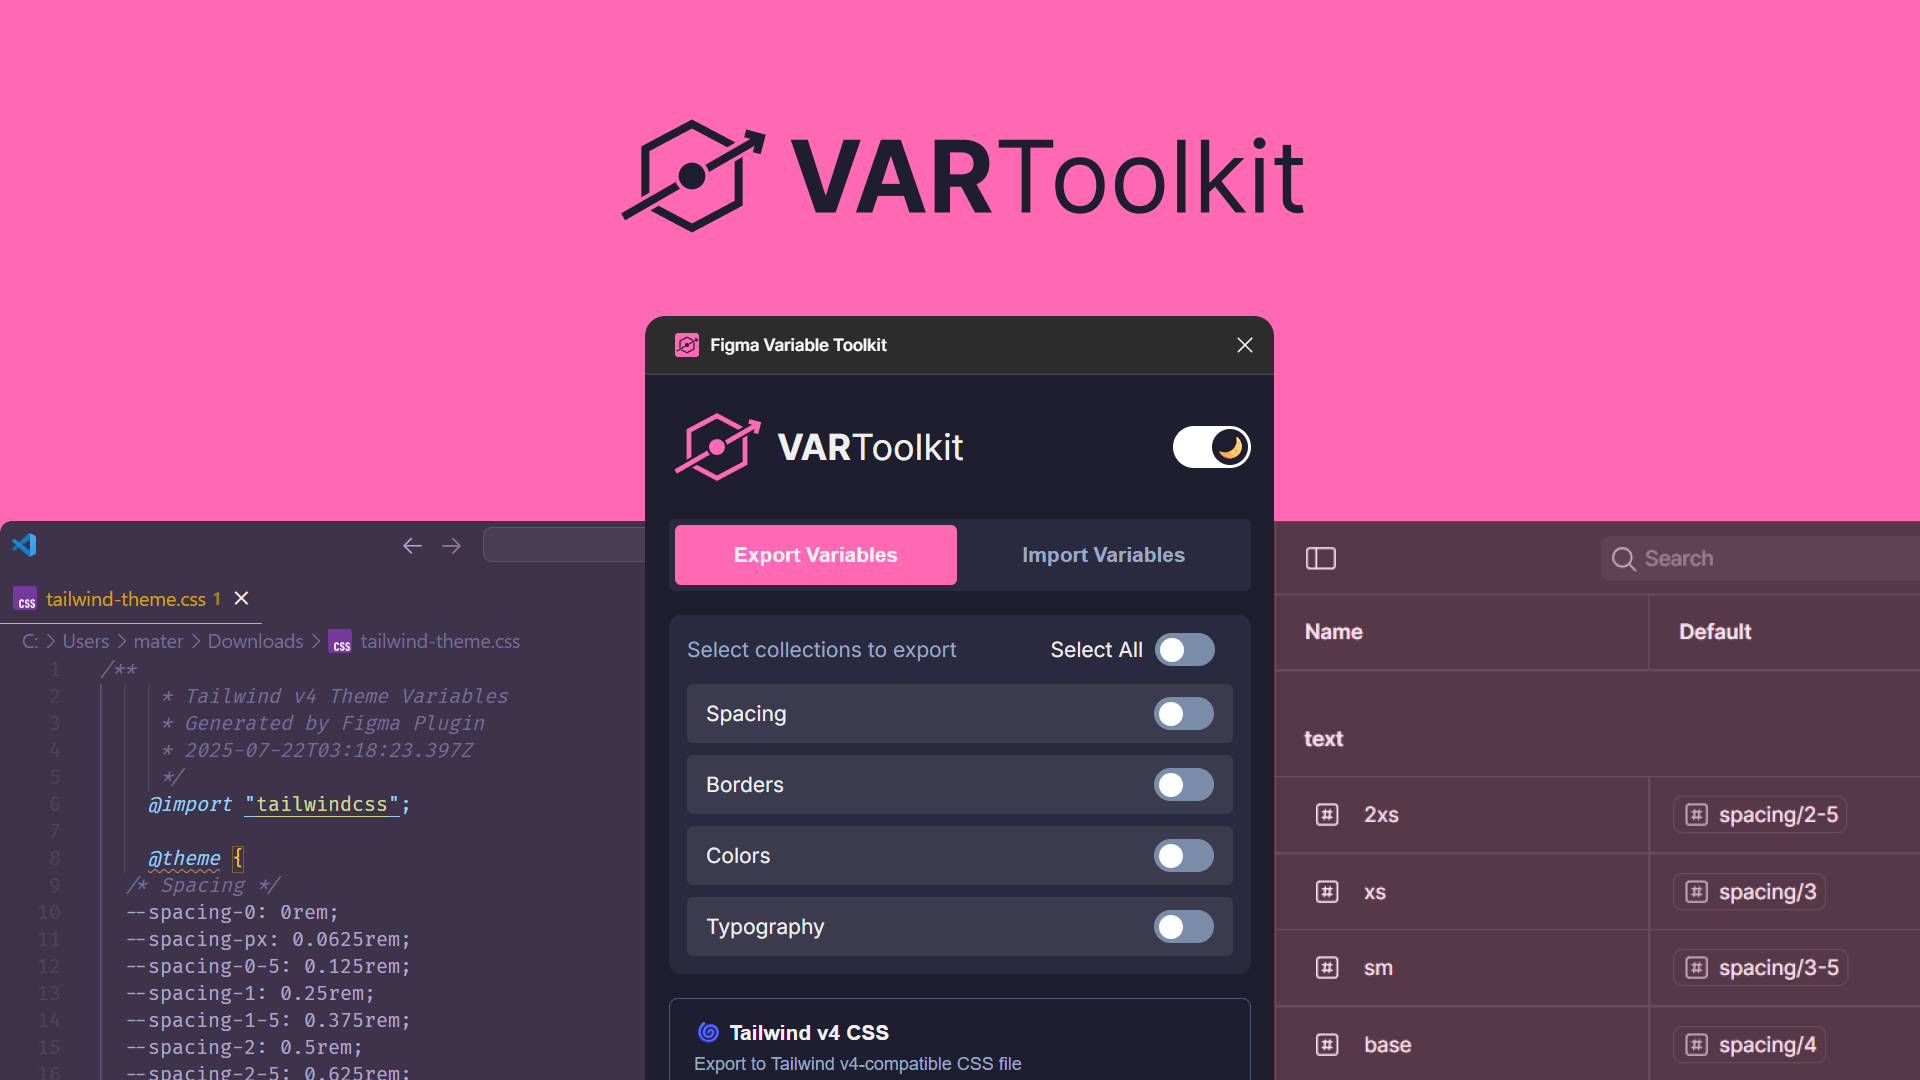 VARToolkit
Figma Variable Toolkit
VARToolkit
Export Variables
Import Variables
Select collections to export
Select All
Spacing
Borders
Colors
Typography
Tailwind v4 CSS
Export to Tailwind v4-compatible CSS file
css tailwind-theme.css 1
C: > Users > mater > Downloads > css tailwind-theme.css
1 /**
2 * Tailwind v4 Theme Variables
3 * Generated by Figma Plugin
4 * 2025-07-22T03:18:23.397Z
5 */
6 @import "tailwindcss";
7
8 @theme {
9 /* Spacing */
10 --spacing-0: 0rem;
11 --spacing-px: 0.0625rem;
12 --spacing-0-5: 0.125rem;
13 --spacing-1: 0.25rem;
14 --spacing-1-5: 0.375rem;
15 --spacing-2: 0.5rem;
16 --spacing-2-5: 0.625rem;
Search
Name Default
text
2xs spacing/2-5
xs spacing/3
sm spacing/3-5
base spacing/4